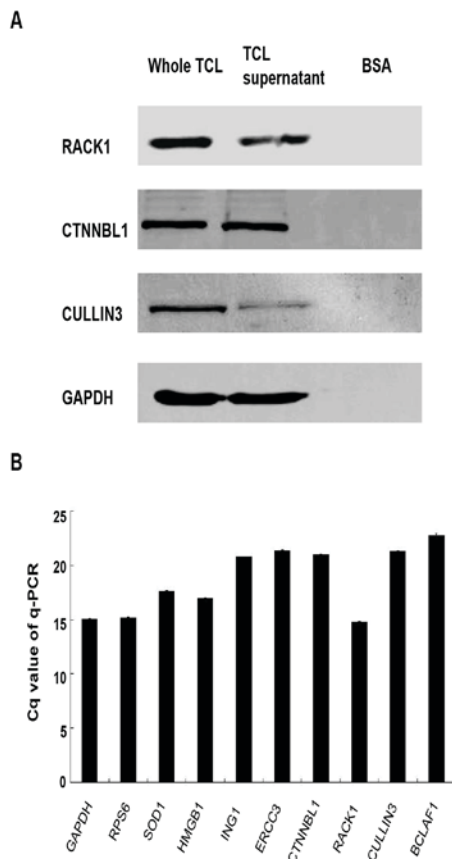 A
Whole TCL TCL supernatant BSA
RACK1
CTNNBL1
CULLIN3
GAPDH
B
Cq value of q-PCR
25
20
15
10
5
0
GAPDH RPS6 SOD1 HMGB1 ING1 ERCC3 CTNNBL1 RACK1 CULLIN3 BCLAF1